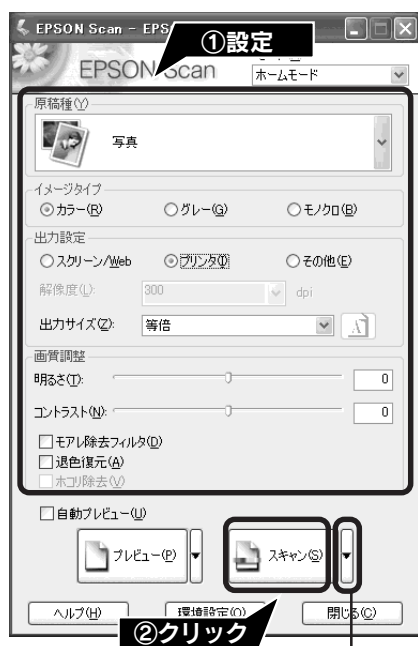 EPSON Scan - EPS
①設定
EPSON Scan
ホームモード
原稿種(Y)
写真
イメージタイプ
カラー(R) グレー(G) モノクロ(B)
出力設定
スクリーン/Web プリンタ(I) その他(E)
解像度(L): 300 dpi
出力サイズ(Z): 等倍
画質調整
明るさ(T): 0
コントラスト(N): 0
モアレ除去フィルタ(D)
退色復元(A)
ホコリ除去(V)
自動プレビュー(U)
プレビュー(P) スキャン(S)
ヘルプ(H) 環境設定(O) 閉じる(C)
②クリック